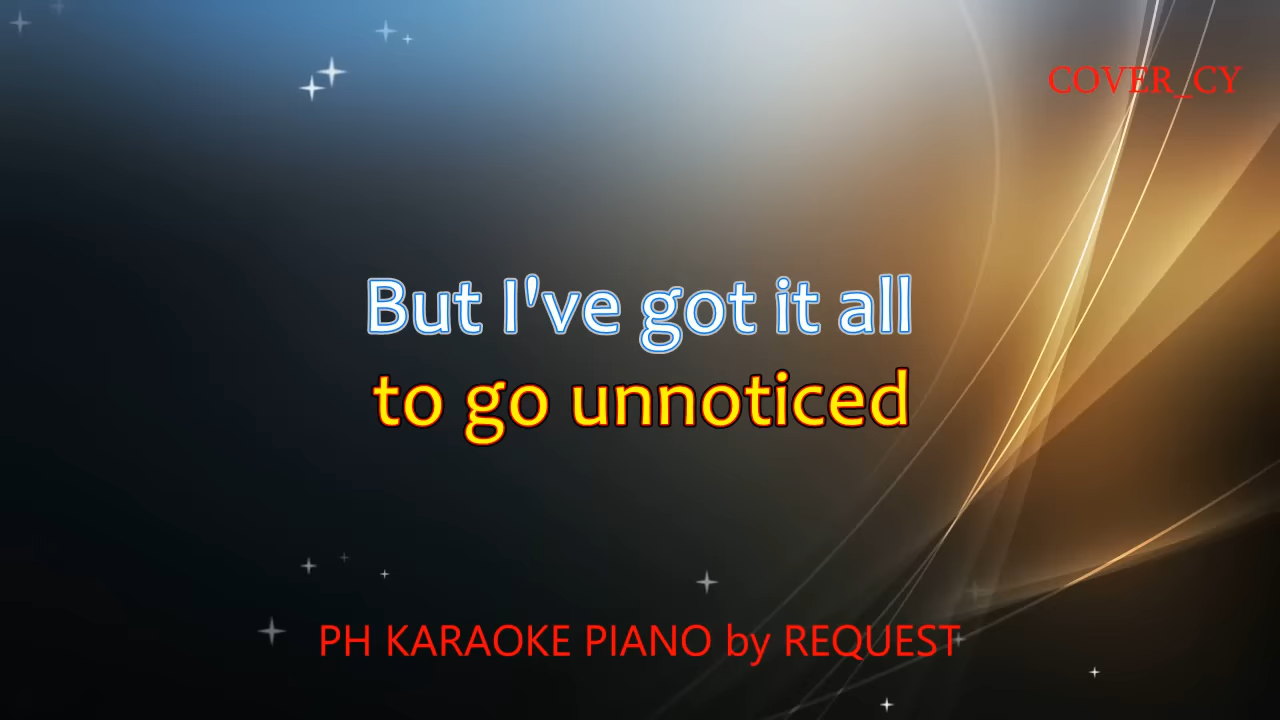 COVER_CY
But I've got it all
to go unnoticed
PH KARAOKE PIANO by REQUEST